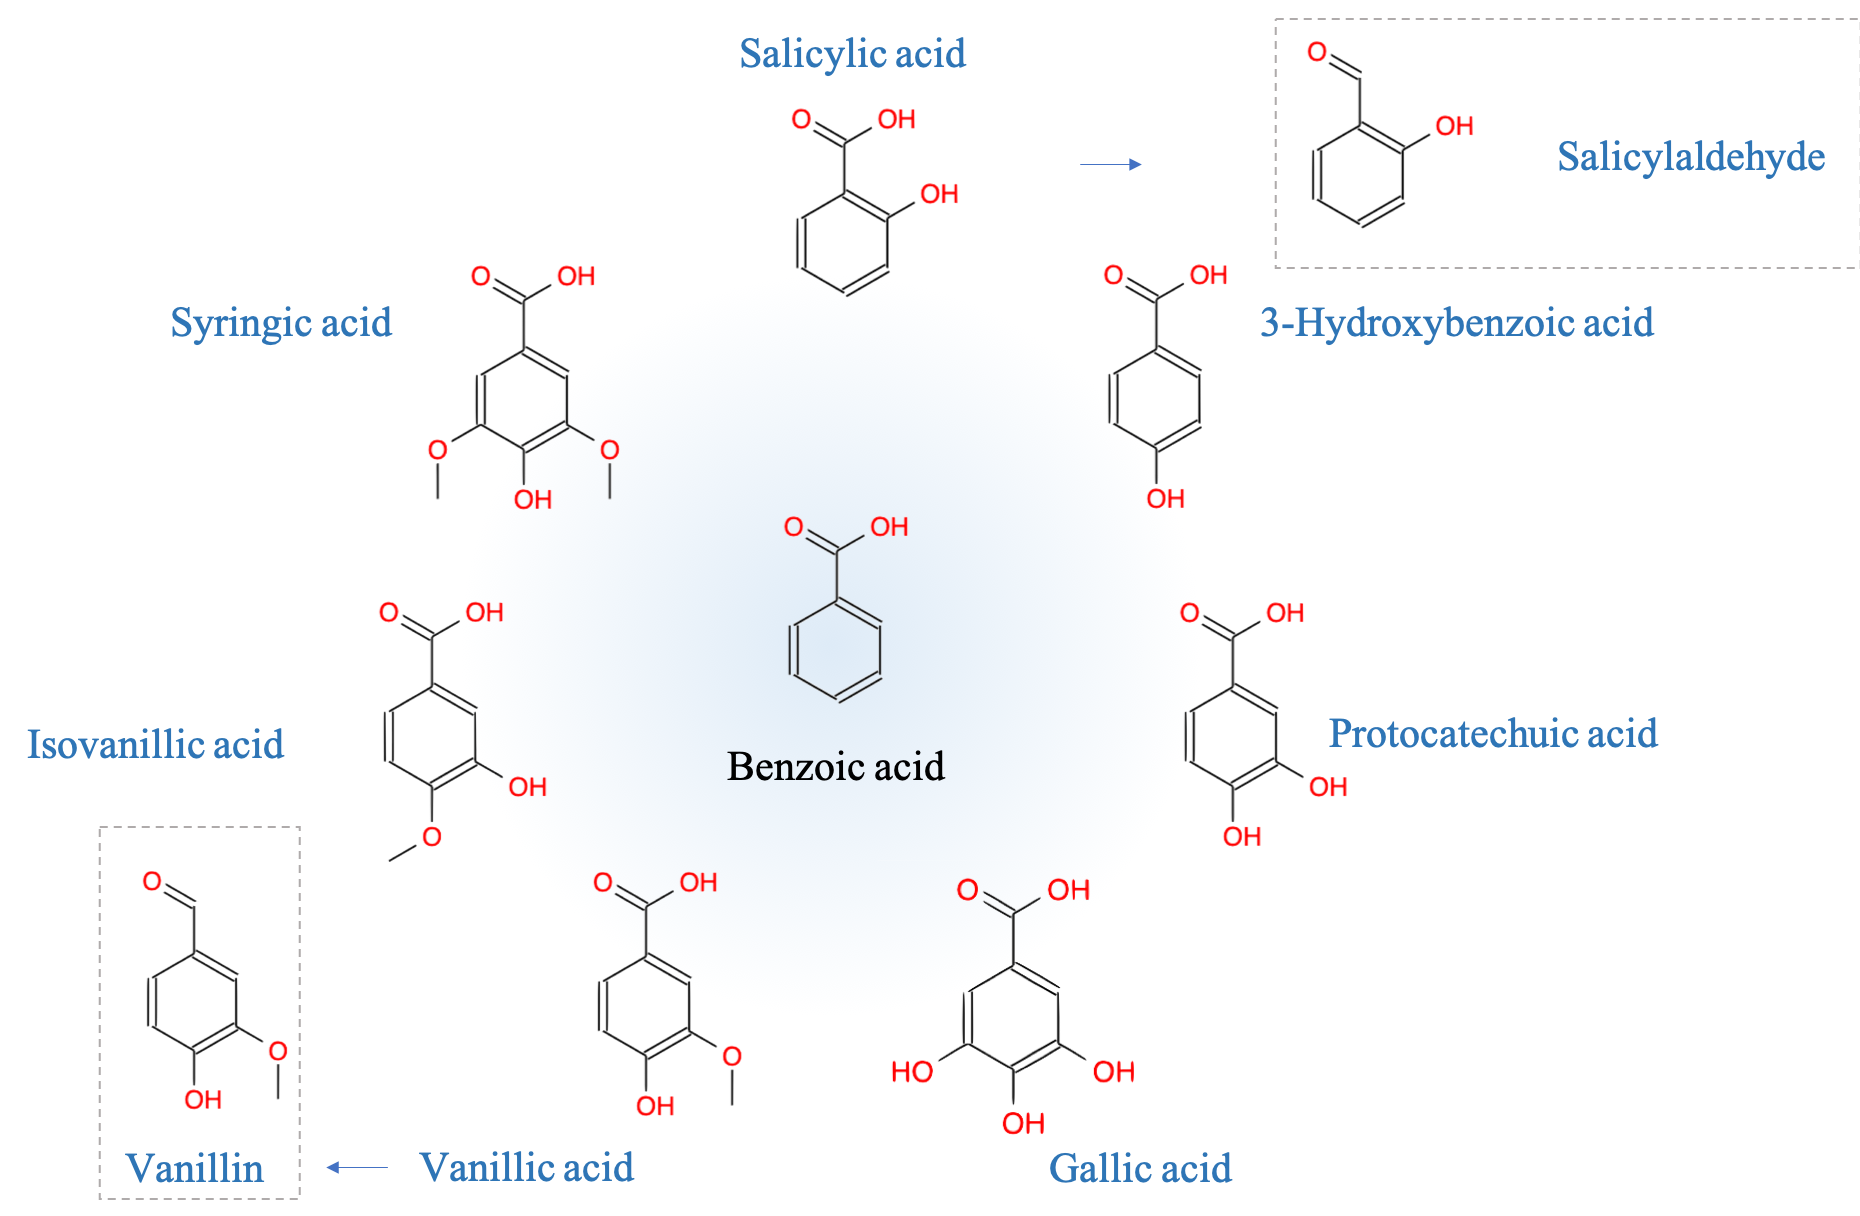 Salicylic acid
O OH
OH
O
OH
Salicylaldehyde
Syringic acid
O OH
O O
OH
O OH
OH
3-Hydroxybenzoic acid
O OH
Benzoic acid
Isovanillic acid
O OH
OH
O
O OH
OH
OH
Protocatechuic acid
O
O
OH
Vanillin
O OH
O
OH
Vanillic acid
O OH
HO OH
OH
Gallic acid